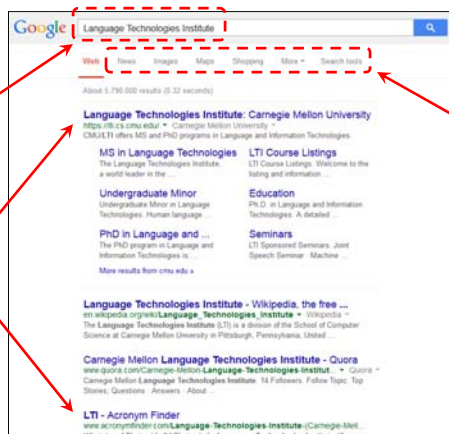 Google Language Technologies Institute
Web News Images Maps Shopping More Search tools
About 5,790,000 results (0.32 seconds)
Language Technologies Institute: Carnegie Mellon University
https://lti.cs.cmu.edu/ Carnegie Mellon University
CMU/LTI offers MS and PhD programs in Language and Information Technologies.
MS in Language Technologies
The Language Technologies Institute,
a world leader in the ...
LTI Course Listings
LTI Course Listings. Welcome to the
listing and information ...
Undergraduate Minor
Undergraduate Minor in Language
Technologies. Human language ...
Education
Ph.D. in Language and Information
Technologies. A detailed ...
PhD in Language and ...
The PhD program in Language and
Information Technologies is ...
Seminars
LTI Sponsored Seminars. Joint
Speech Seminar · Machine ...
More results from cmu.edu »
Language Technologies Institute - Wikipedia, the free ...
en.wikipedia.org/wiki/Language_Technologies_Institute Wikipedia
The Language Technologies Institute (LTI) is a division of the School of Computer
Science at Carnegie Mellon University in Pittsburgh, Pennsylvania, United ...
Carnegie Mellon Language Technologies Institute - Quora
www.quora.com/Carnegie-Mellon-Language-Technologies-Institut... Quora
Carnegie Mellon Language Technologies Institute. 14 Followers. Follow Topic. Top
Stories; Questions · Answers · About ...
LTI - Acronym Finder
www.acronymfinder.com/Language-Technologies-Institute-(Carnegie-Mell...